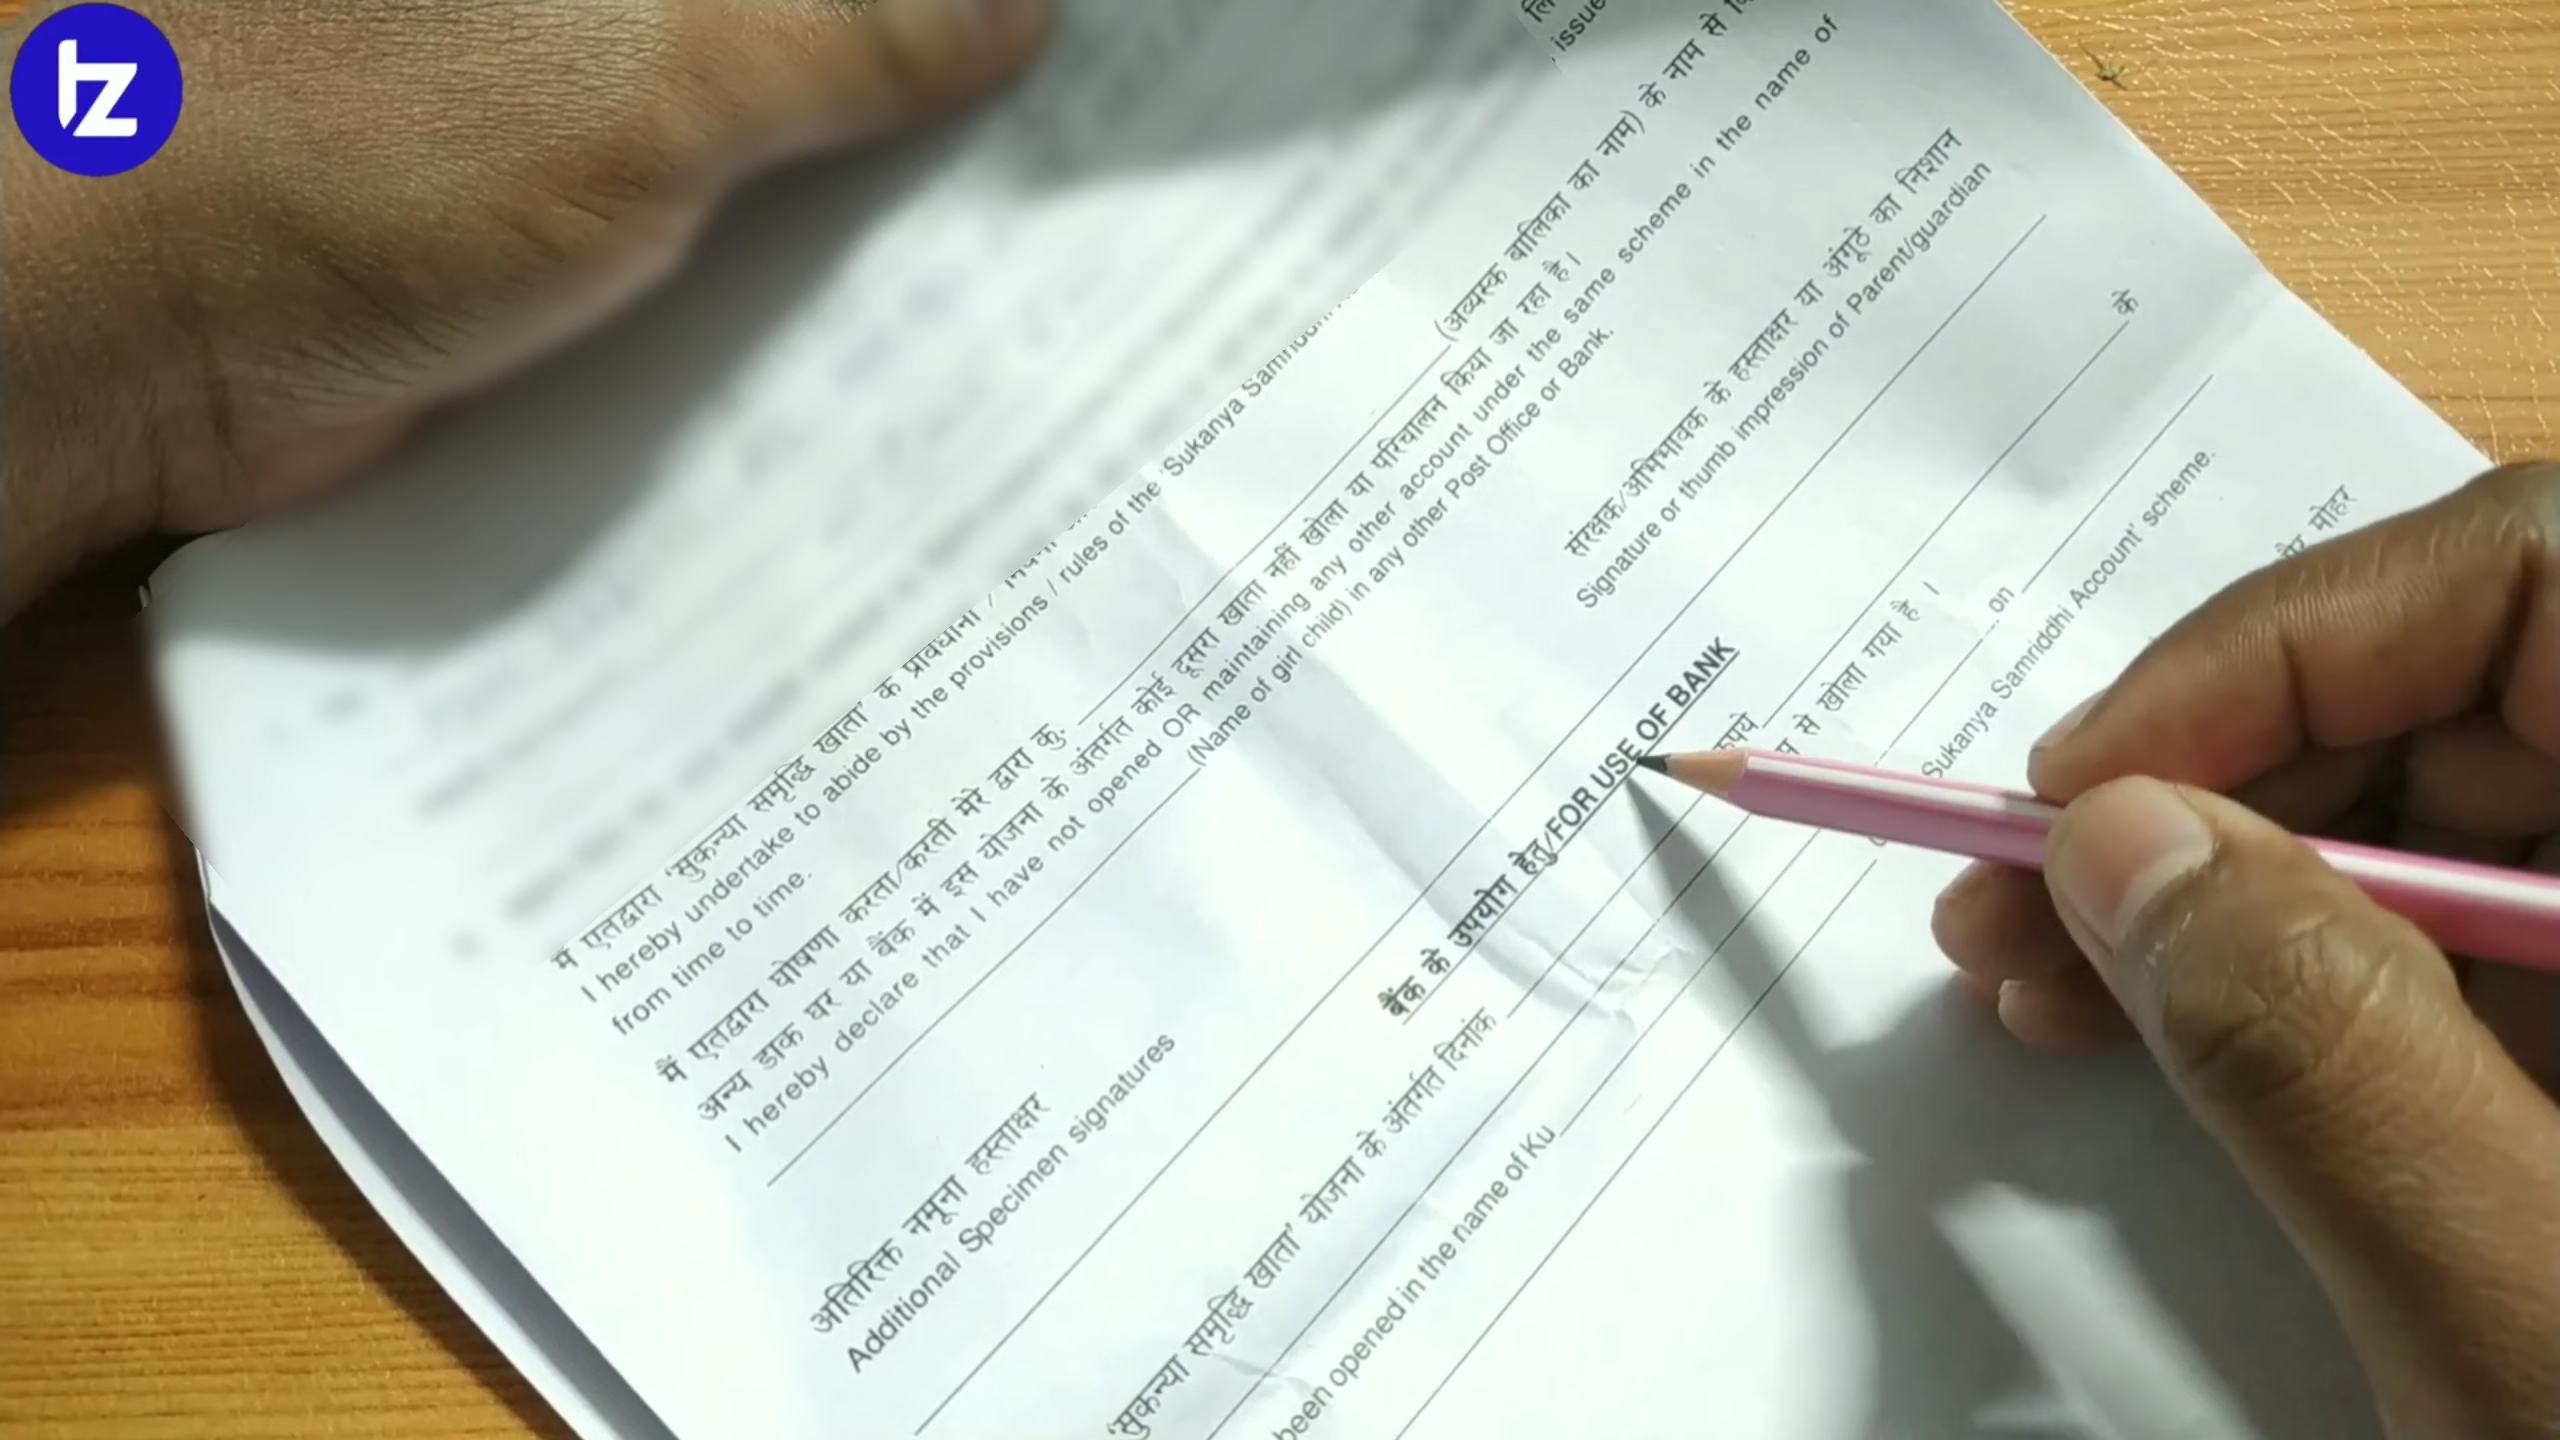 tz
issue
मैं एतद्वारा 'सुकन्या समृद्धि खाता' के प्रावधानों /
I hereby undertake to abide by the provisions / rules of the 'Sukanya
from time to time.
मैं एतद्वारा घोषणा करता/करती मेरे द्वारा कु. (अव्यस्क बालिका का नाम) के नाम से
अन्य डाक घर या बैंक में इस योजना के अंतर्गत कोई दूसरा खाता नहीं खोला या परिचालन किया जा रहा है।
I hereby declare that I have not opened OR maintaining any other account under the same scheme in the name of
(Name of girl child) in any other Post Office or Bank.
संरक्षक/अभिभावक के हस्ताक्षर या अंगूठे का निशान
Signature or thumb impression of Parent/guardian
अतिरिक्त नमूना हस्ताक्षर
Additional Specimen signatures
बैंक के उपयोग हेतु/FOR USE OF BANK
के
'सुकन्या समृद्धि खाता' योजना के अंतर्गत दिनांक रूपये
से खोला गया है ।
been opened in the name of Ku on
Sukanya Samriddhi Account' scheme.
मोहर